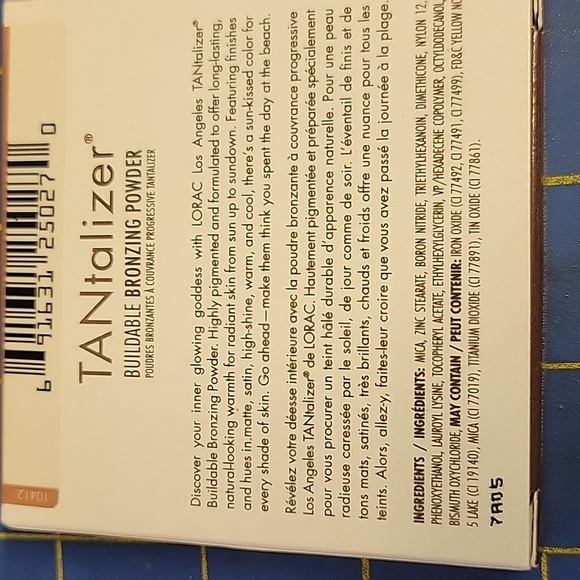 6 91631 25027 0
10412
TANtalizer®
BUILDABLE BRONZING POWDER
POUDRES BRONZANTES À COUVRANCE PROGRESSIVE TANTALIZER
Discover your inner glowing goddess with LORAC Los Angeles TANtalizer®
Buildable Bronzing Powder. Highly pigmented and formulated to offer long-lasting,
natural-looking warmth for radiant skin from sun up to sundown. Featuring finishes
and hues in matte, satin, high-shine, warm, and cool, there's a sun-kissed color for
every shade of skin. Go ahead—make them think you spent the day at the beach.
Révélez votre déesse intérieure avec la poudre bronzante à couvrance progressive
Los Angeles TANtalizer® de LORAC. Hautement pigmentée et préparée spécialement
pour vous procurer un teint hâlé durable d'apparence naturelle. Pour une peau
radieuse caressée par le soleil, de jour comme de soir. L'éventail de finis et de
tons mats, satinés, très brillants, chauds et froids offre une nuance pour tous les
teints. Alors, allez-y, faites-leur croire que vous avez passé la journée à la plage.
INGREDIENTS / INGRÉDIENTS: MICA, ZINC STEARATE, BORON NITRIDE, TRIETHYLHEXANOIN, DIMETHICONE, NYLON 12,
PHENOXYETHANOL, LAUROYL LYSINE, TOCOPHERYL ACETATE, ETHYLHEXYLGLYCERIN, VP/HEXADECENE COPOLYMER, OCTYLDODECANOL,
BISMUTH OXYCHLORIDE, MAY CONTAIN / PEUT CONTENIR: IRON OXIDE (CI 77492, CI 77491, CI 77499), FD&C YELLOW NO
5 LAKE (CI 19140), MICA (CI 77019), TITANIUM DIOXIDE (CI 77891), TIN OXIDE (CI 77861).
7A05